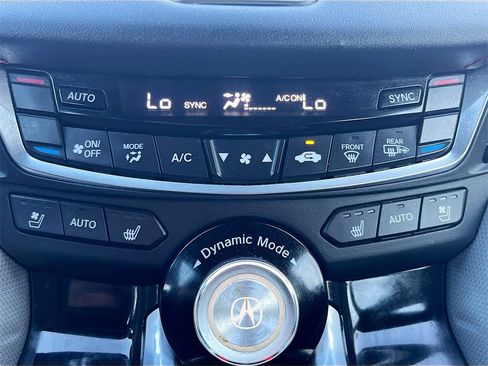 AUTO Lo SYNC A/C ON Lo SYNC
ON/OFF MODE A/C FRONT REAR
AUTO AUTO
Dynamic Mode